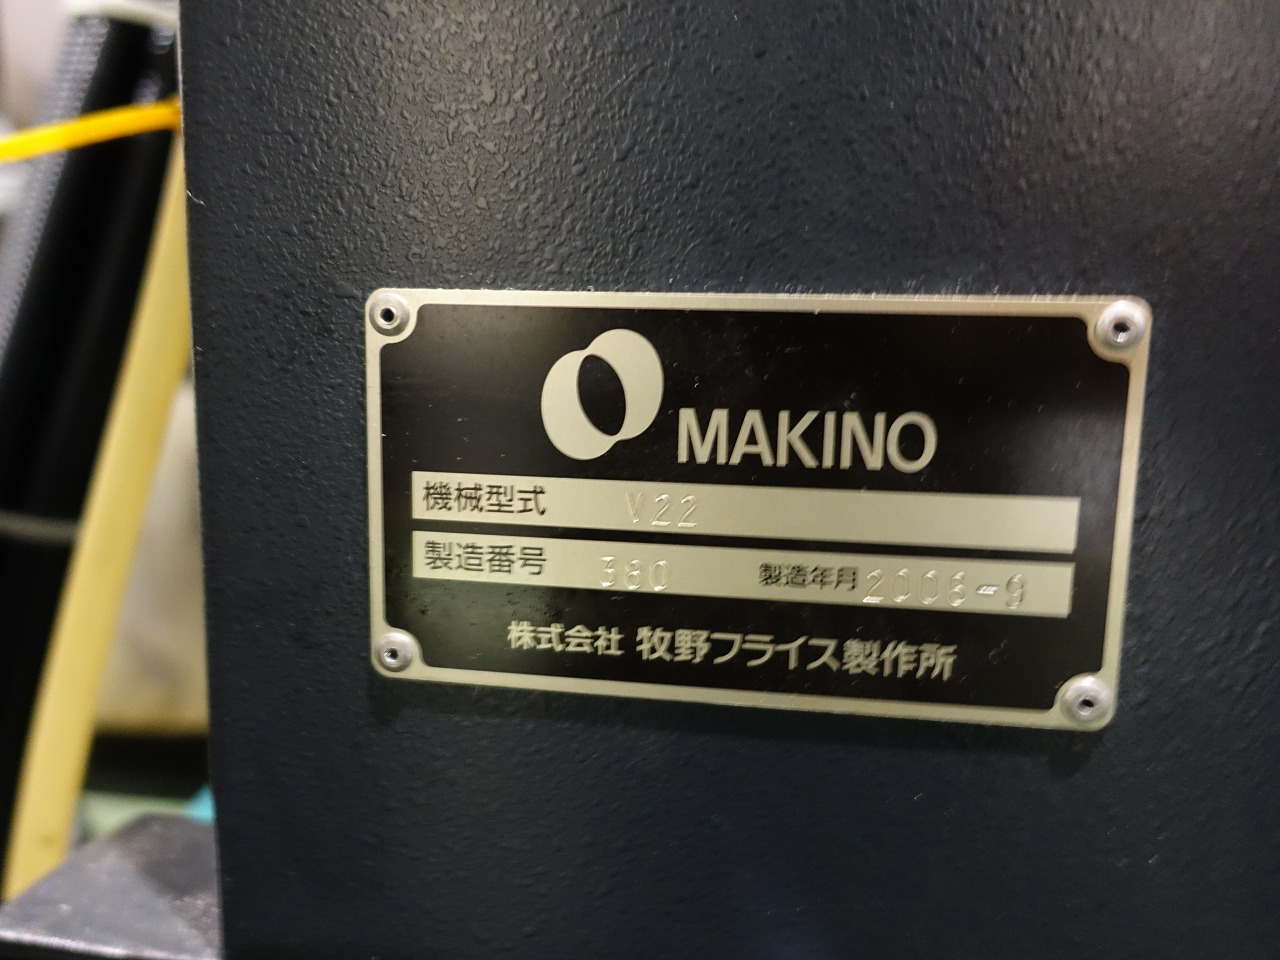 MAKINO
機械型式 V22
製造番号 380 製造年月 2006-9
株式会社 牧野フライス製作所